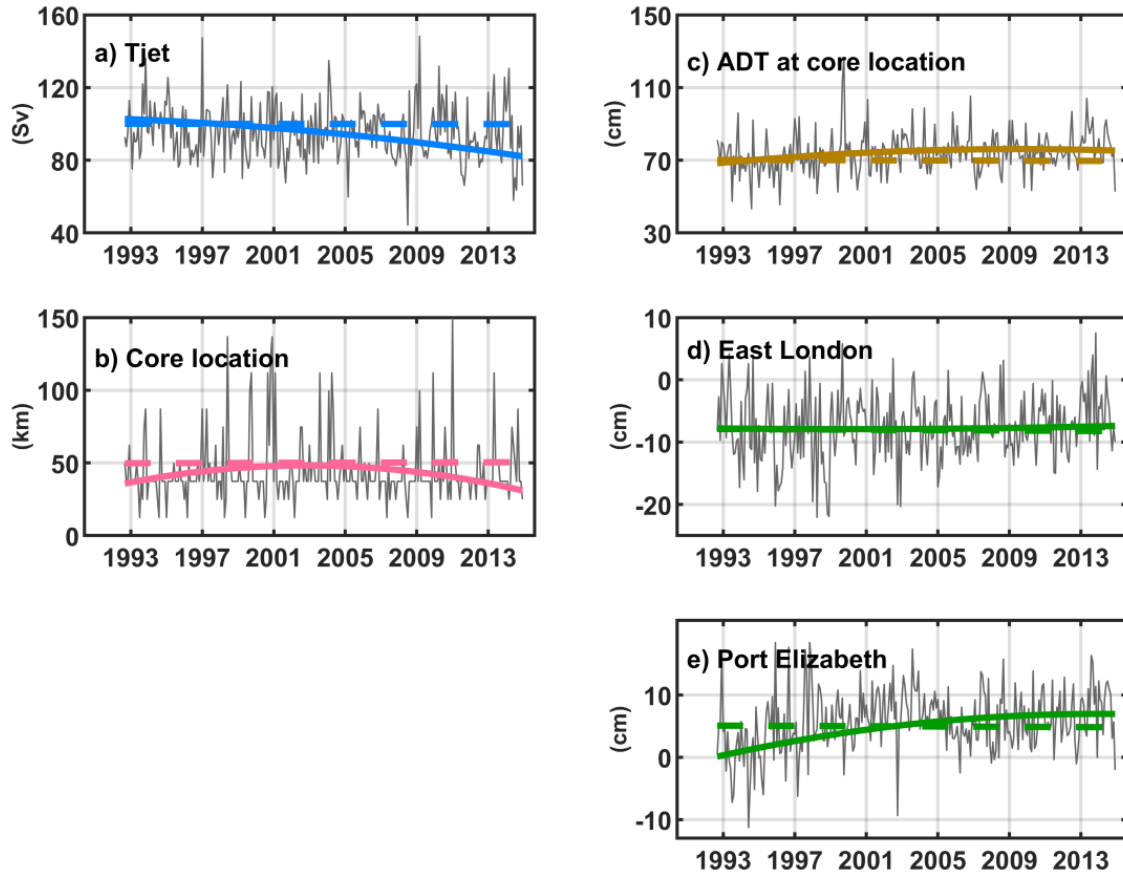 160
120
80
40
(Sv)
a) Tjet
1993 1997 2001 2005 2009 2013
150
100
50
0
(km)
b) Core location
1993 1997 2001 2005 2009 2013
150
110
70
30
(cm)
c) ADT at core location
1993 1997 2001 2005 2009 2013
10
0
-10
-20
(cm)
d) East London
1993 1997 2001 2005 2009 2013
10
0
-10
(cm)
e) Port Elizabeth
1993 1997 2001 2005 2009 2013